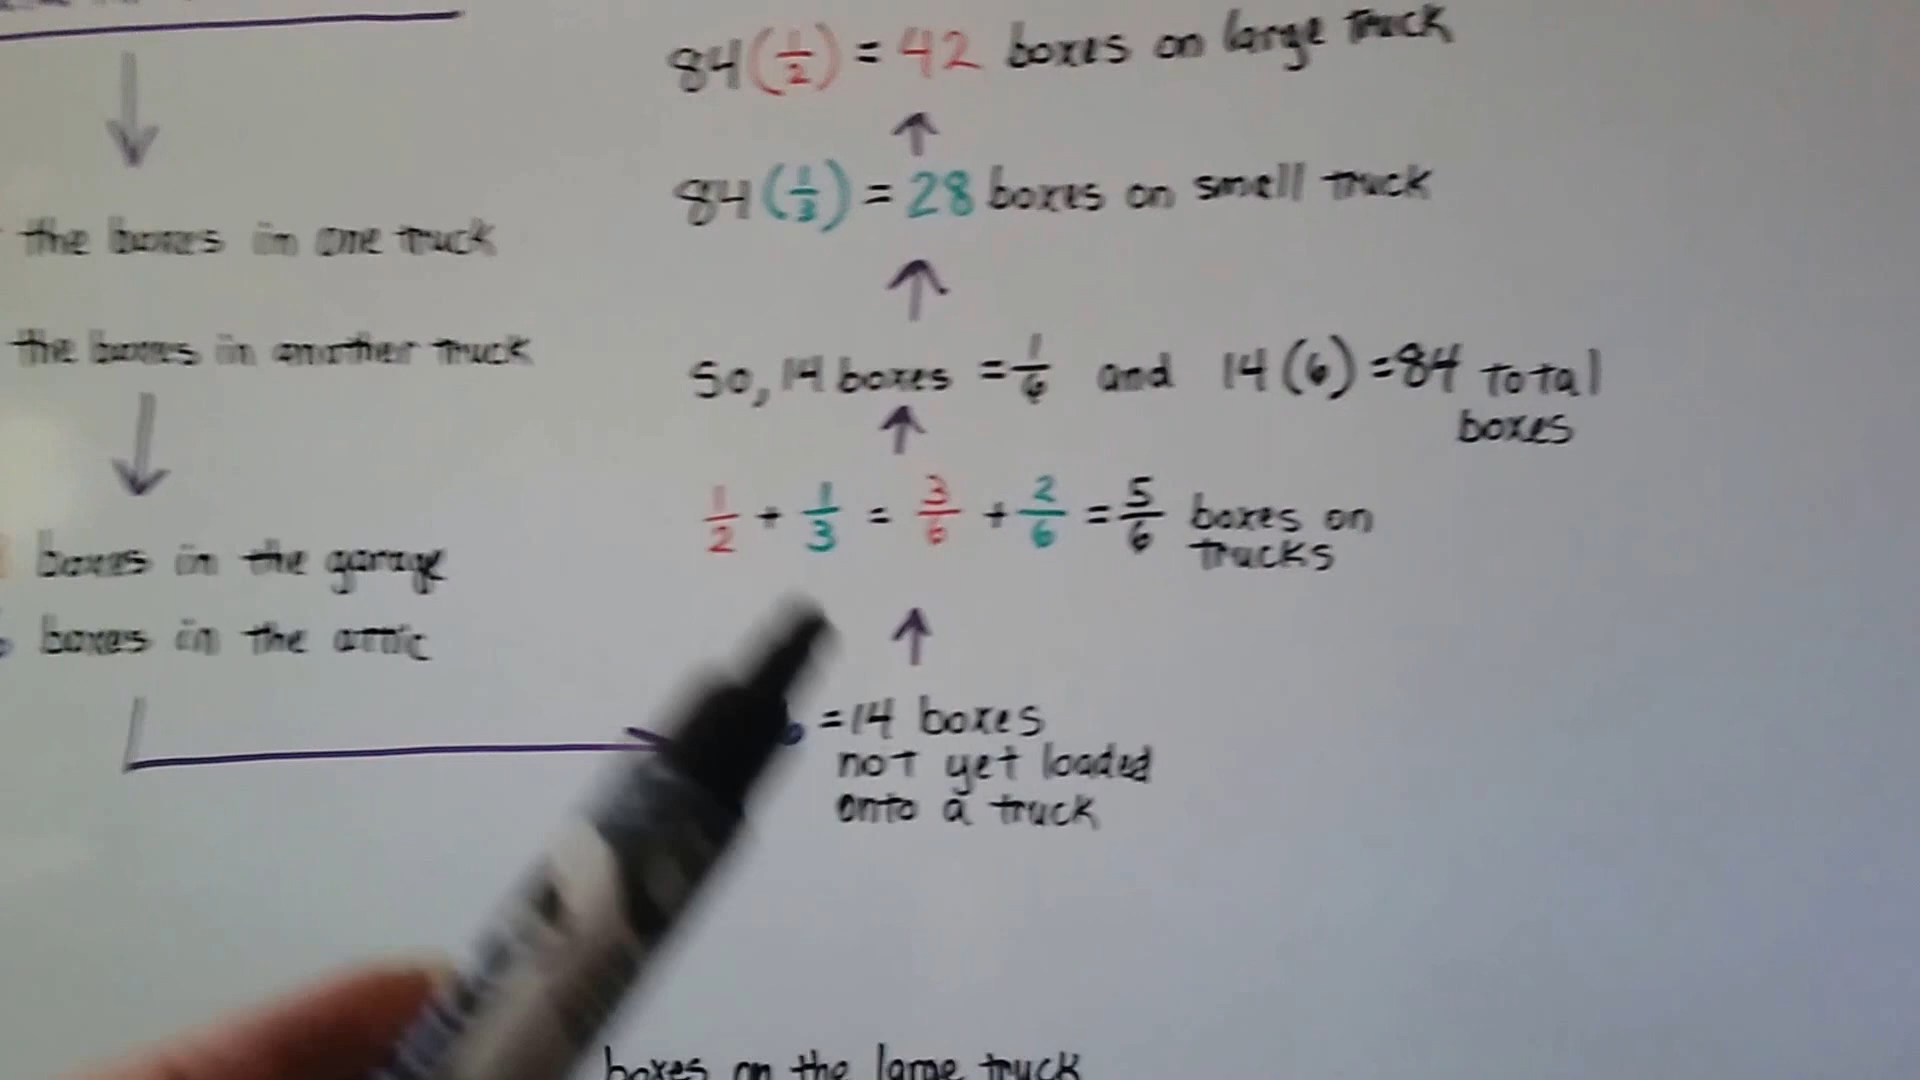 the boxes in one truck
the boxes in another truck
boxes in the garage
boxes in the attic
84(1/2) = 42 boxes on large truck
84(1/3) = 28 boxes on small truck
So, 14 boxes = 1/6 and 14(6) = 84 total
boxes
1/2 + 1/3 = 3/6 + 2/6 = 5/6 boxes on
trucks
= 14 boxes
not yet loaded
onto a truck
boxes on the large truck